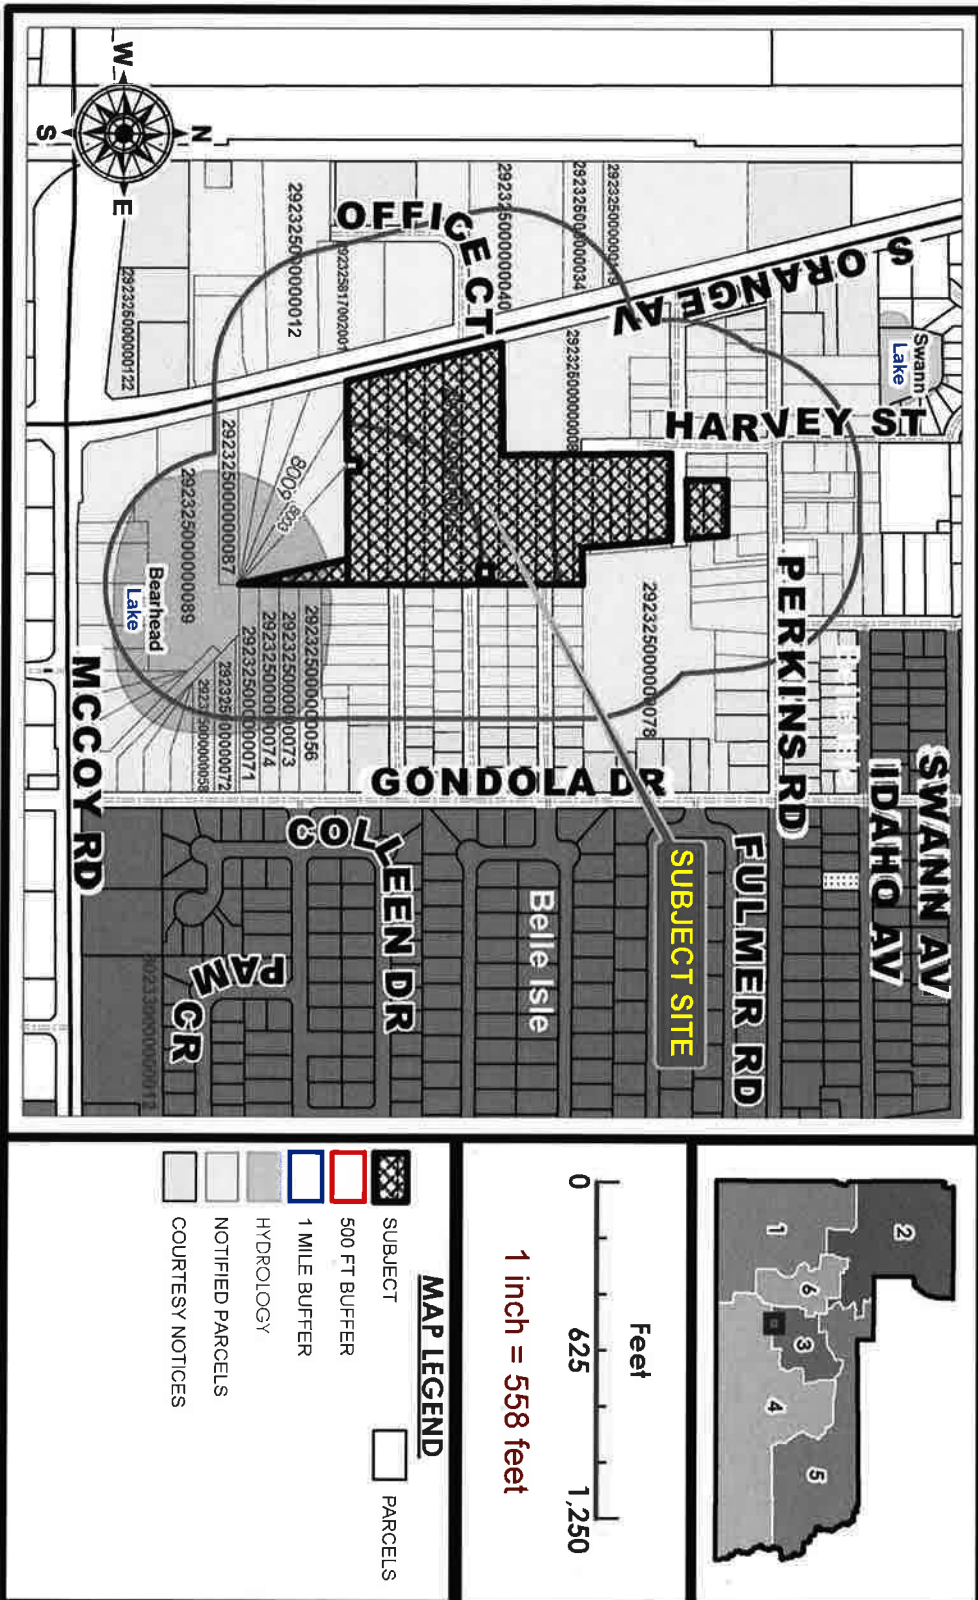 W
N
S
E
S ORANGE AV
Swann
Lake
HARVEY ST
OFFICE CT
PERKINS RD
SWANN AV
IDAHO AV
FULMER RD
GONDOLA DR
COLLEEN DR
PAM CR
MCCOY RD
Belle Isle
Bearhead
Lake
SUBJECT SITE
292325000000012
292325000000040
292325000000034
292325817002001
292325000000122
292325000000087
292325000000089
292325000000078
292325000000056
292325000000073
292325000000074
292325000000071
292325000000072
292325000000058
1
2
3
4
5
6
Feet
0
625
1,250
1 inch = 558 feet
MAP LEGEND
SUBJECT
500 FT BUFFER
1 MILE BUFFER
HYDROLOGY
NOTIFIED PARCELS
COURTESY NOTICES
PARCELS